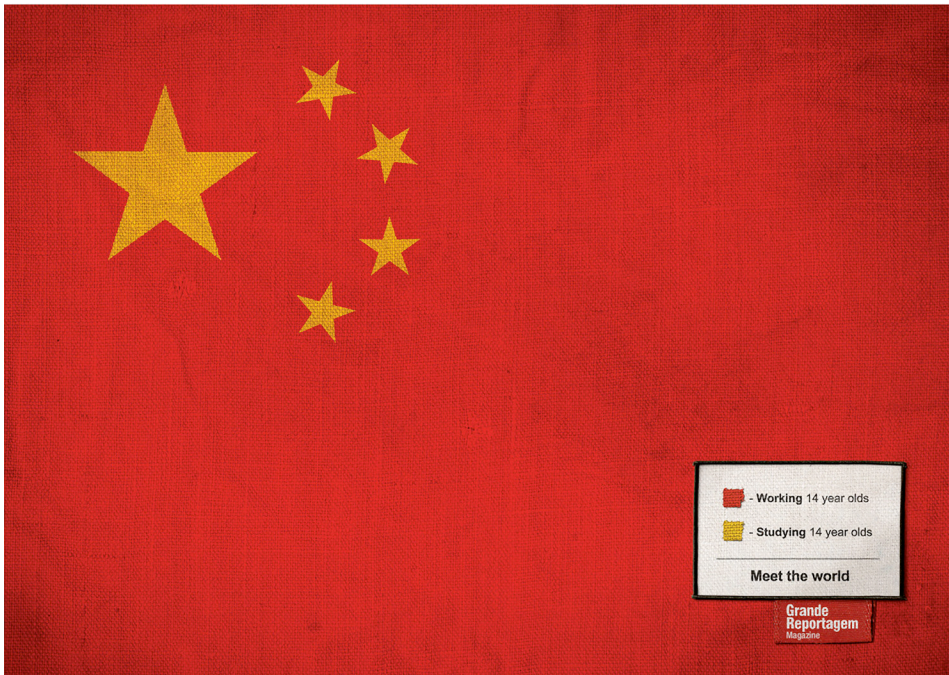 - Working 14 year olds
- Studying 14 year olds
Meet the world
Grande
Reportagem
Magazine